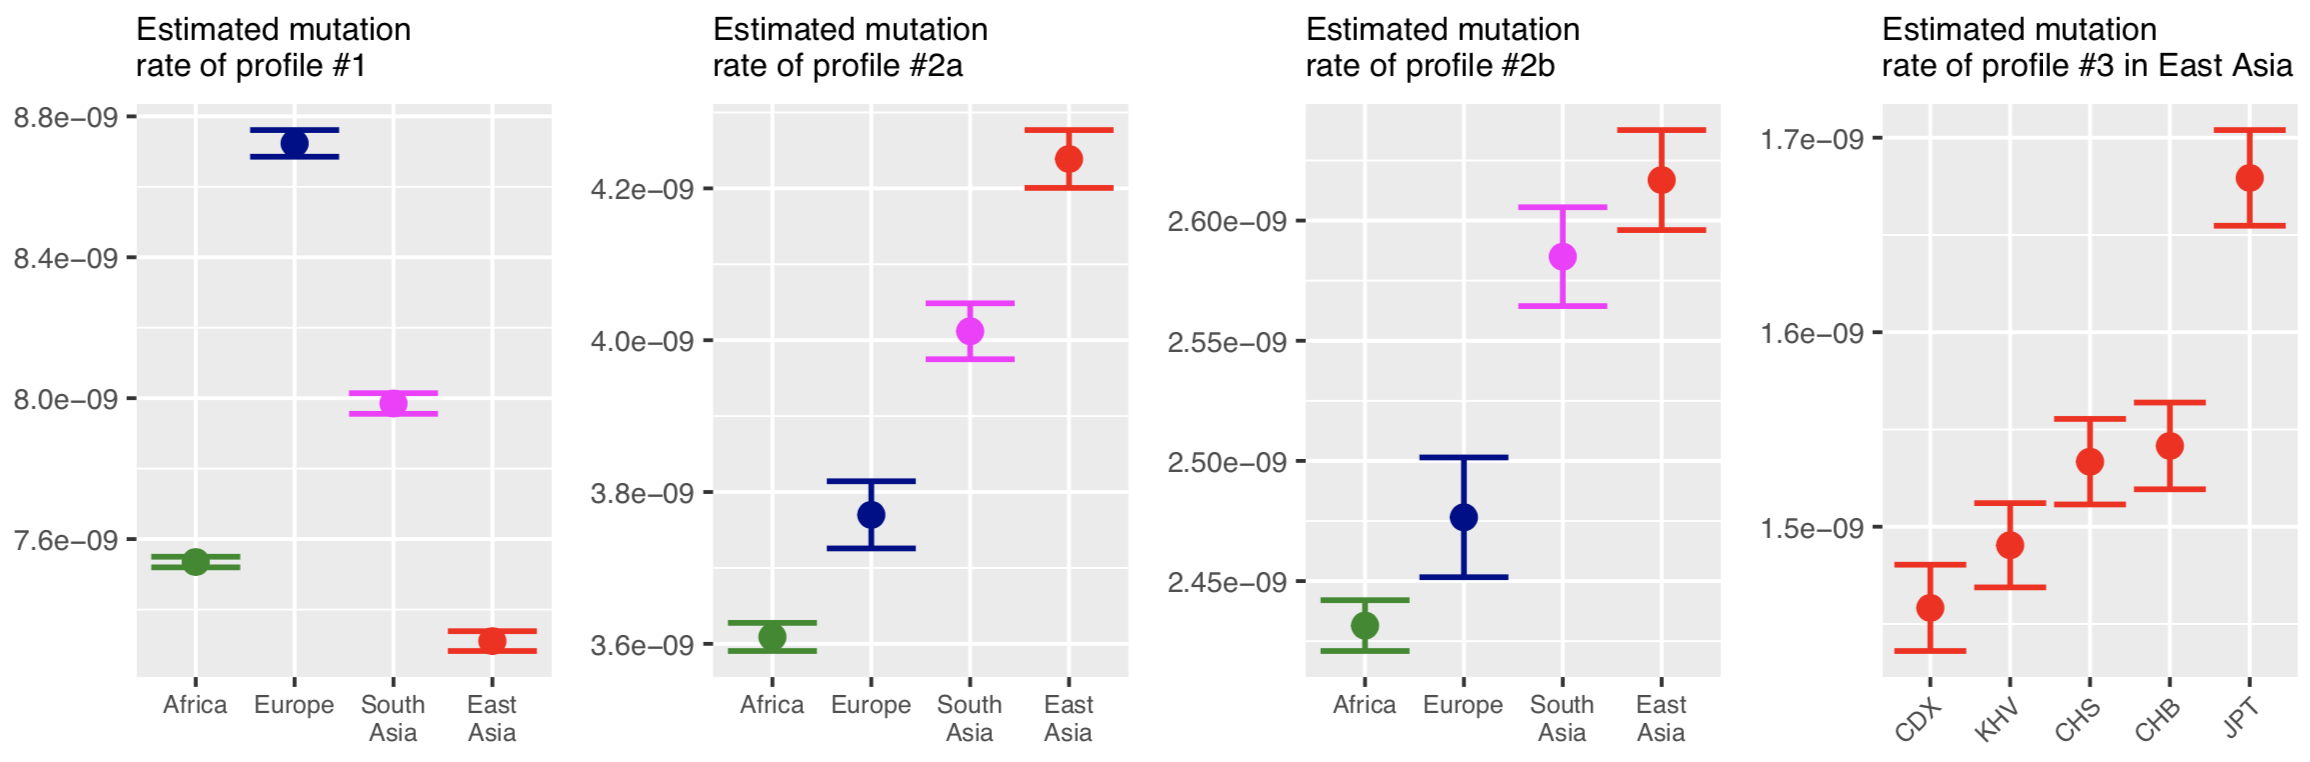 Estimated mutation
rate of profile #1
8.8e−09
8.4e−09
8.0e−09
7.6e−09
Africa
Europe
South
Asia
East
Asia
Estimated mutation
rate of profile #2a
4.2e−09
4.0e−09
3.8e−09
3.6e−09
Africa
Europe
South
Asia
East
Asia
Estimated mutation
rate of profile #2b
2.60e−09
2.55e−09
2.50e−09
2.45e−09
Africa
Europe
South
Asia
East
Asia
Estimated mutation
rate of profile #3 in East Asia
1.7e−09
1.6e−09
1.5e−09
CDX
KHV
CHS
CHB
JPT